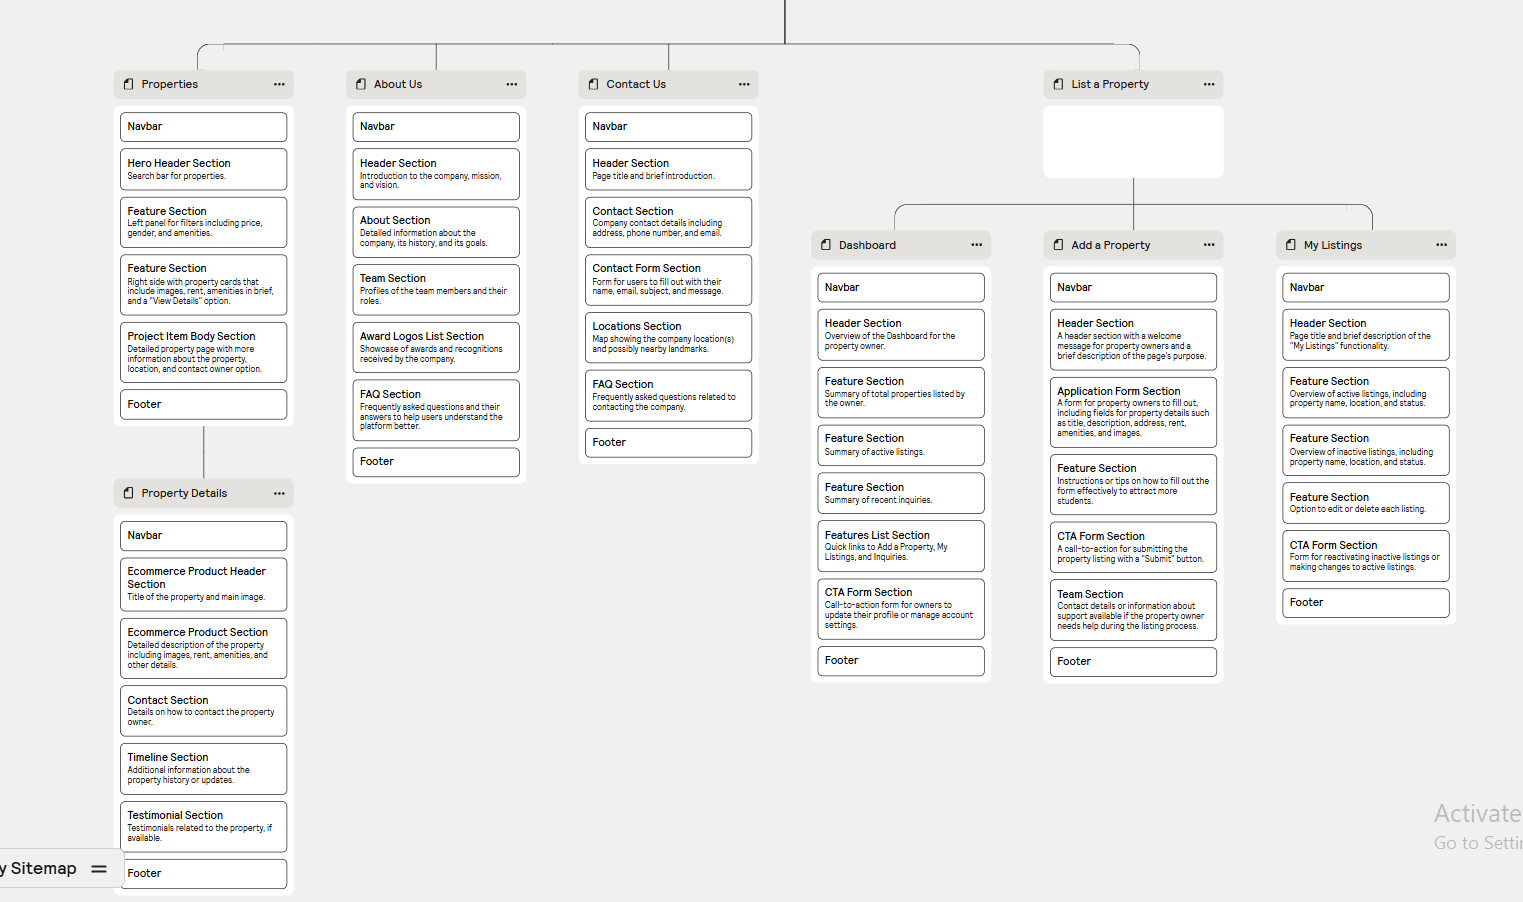 Properties
Navbar
Hero Header Section
Search bar for properties.
Feature Section
Left panel for filters including price,
gender, and amenities.
Feature Section
Right side with property cards that
include images, rent, amenities in brief,
and a "View Details" option.
Project Item Body Section
Detailed property page with more
information about the property,
location, and contact owner option.
Footer
Property Details
Navbar
Ecommerce Product Header
Section
Title of the property and main image.
Ecommerce Product Section
Detailed description of the property
including images, rent, amenities, and
other details.
Contact Section
Details on how to contact the property
owner.
Timeline Section
Additional information about the
property history or updates.
Testimonial Section
Testimonials related to the property, if
available.
Footer
About Us
Navbar
Header Section
Introduction to the company, mission,
and vision.
About Section
Detailed information about the
company, its history, and its goals.
Team Section
Profiles of the team members and their
roles.
Award Logos List Section
Showcase of awards and recognitions
received by the company.
FAQ Section
Frequently asked questions and their
answers to help users understand the
platform better.
Footer
Contact Us
Navbar
Header Section
Page title and brief introduction.
Contact Section
Company contact details including
address, phone number, and email.
Contact Form Section
Form for users to fill out with their
name, email, subject, and message.
Locations Section
Map showing the company location(s)
and possibly nearby landmarks.
FAQ Section
Frequently asked questions related to
contacting the company.
Footer
List a Property
Dashboard
Navbar
Header Section
Overview of the Dashboard for the
property owner.
Feature Section
Summary of total properties listed by
the owner.
Feature Section
Summary of active listings.
Feature Section
Summary of recent inquiries.
Features List Section
Quick links to Add a Property, My
Listings, and Inquiries.
CTA Form Section
Call-to-action form for owners to
update their profile or manage account
settings.
Footer
Add a Property
Navbar
Header Section
A header section with a welcome
message for property owners and a
brief description of the page's purpose.
Application Form Section
A form for property owners to fill out,
including fields for property details such
as title, description, address, rent,
amenities, and images.
Feature Section
Instructions or tips on how to fill out the
form effectively to attract more
students.
CTA Form Section
A call-to-action for submitting the
property listing with a "Submit" button.
Team Section
Contact details or information about
support available if the property owner
needs help during the listing process.
Footer
My Listings
Navbar
Header Section
Page title and brief description of the
"My Listings" functionality.
Feature Section
Overview of active listings, including
property name, location, and status.
Feature Section
Overview of inactive listings, including
property name, location, and status.
Feature Section
Option to edit or delete each listing.
CTA Form Section
Form for reactivating inactive listings or
making changes to active listings.
Footer
y Sitemap
Activate
Go to Settin